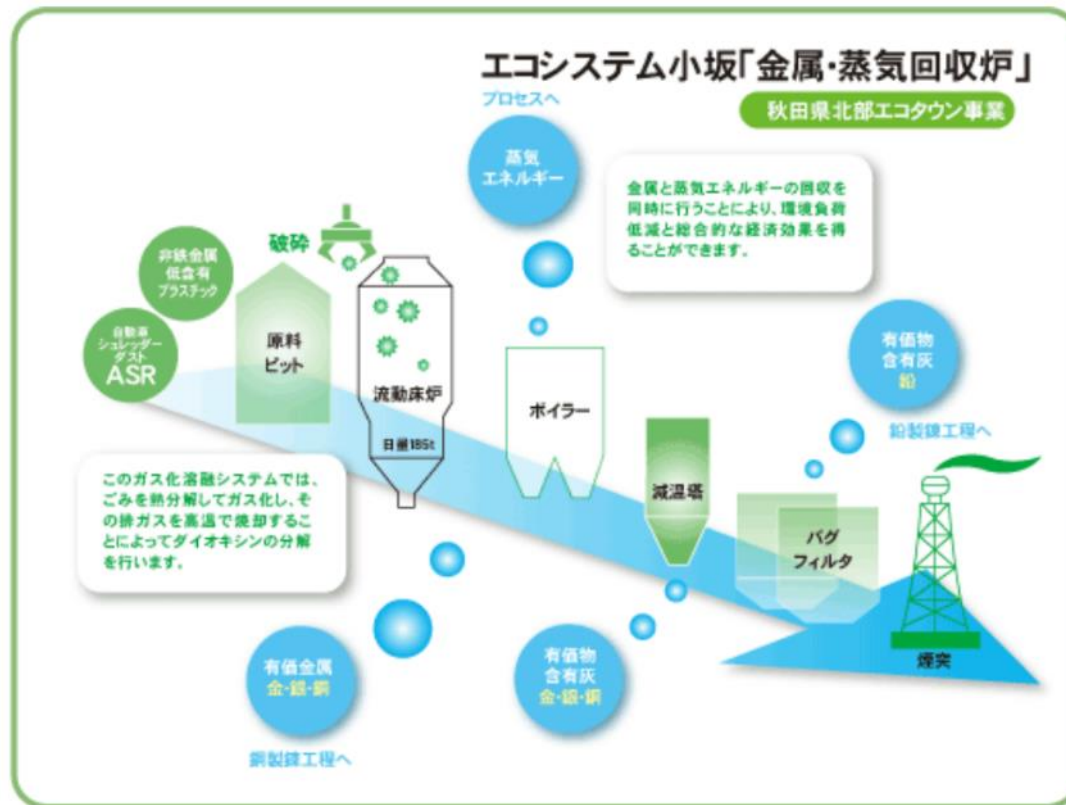 エコシステム小坂「金属・蒸気回収炉」
秋田県北部エコタウン事業
プロセスへ
蒸気
エネルギー
金属と蒸気エネルギーの回収を
同時に行うことにより、環境負荷
低減と総合的な経済効果を得
ることができます。
破砕
非鉄金属
低含有
プラスチック
自動車
シュレッダー
ダスト
ASR
原料
ピット
流動床炉
日量185t
ボイラー
有価物
含有灰
鉛
鉛製錬工程へ
減温塔
バグ
フィルタ
煙突
このガス化溶融システムでは、
ごみを熱分解してガス化し、そ
の排ガスを高温で焼却するこ
とによってダイオキシンの分解
を行います。
有価金属
金・銀・銅
銅製錬工程へ
有価物
含有灰
金・銀・銅